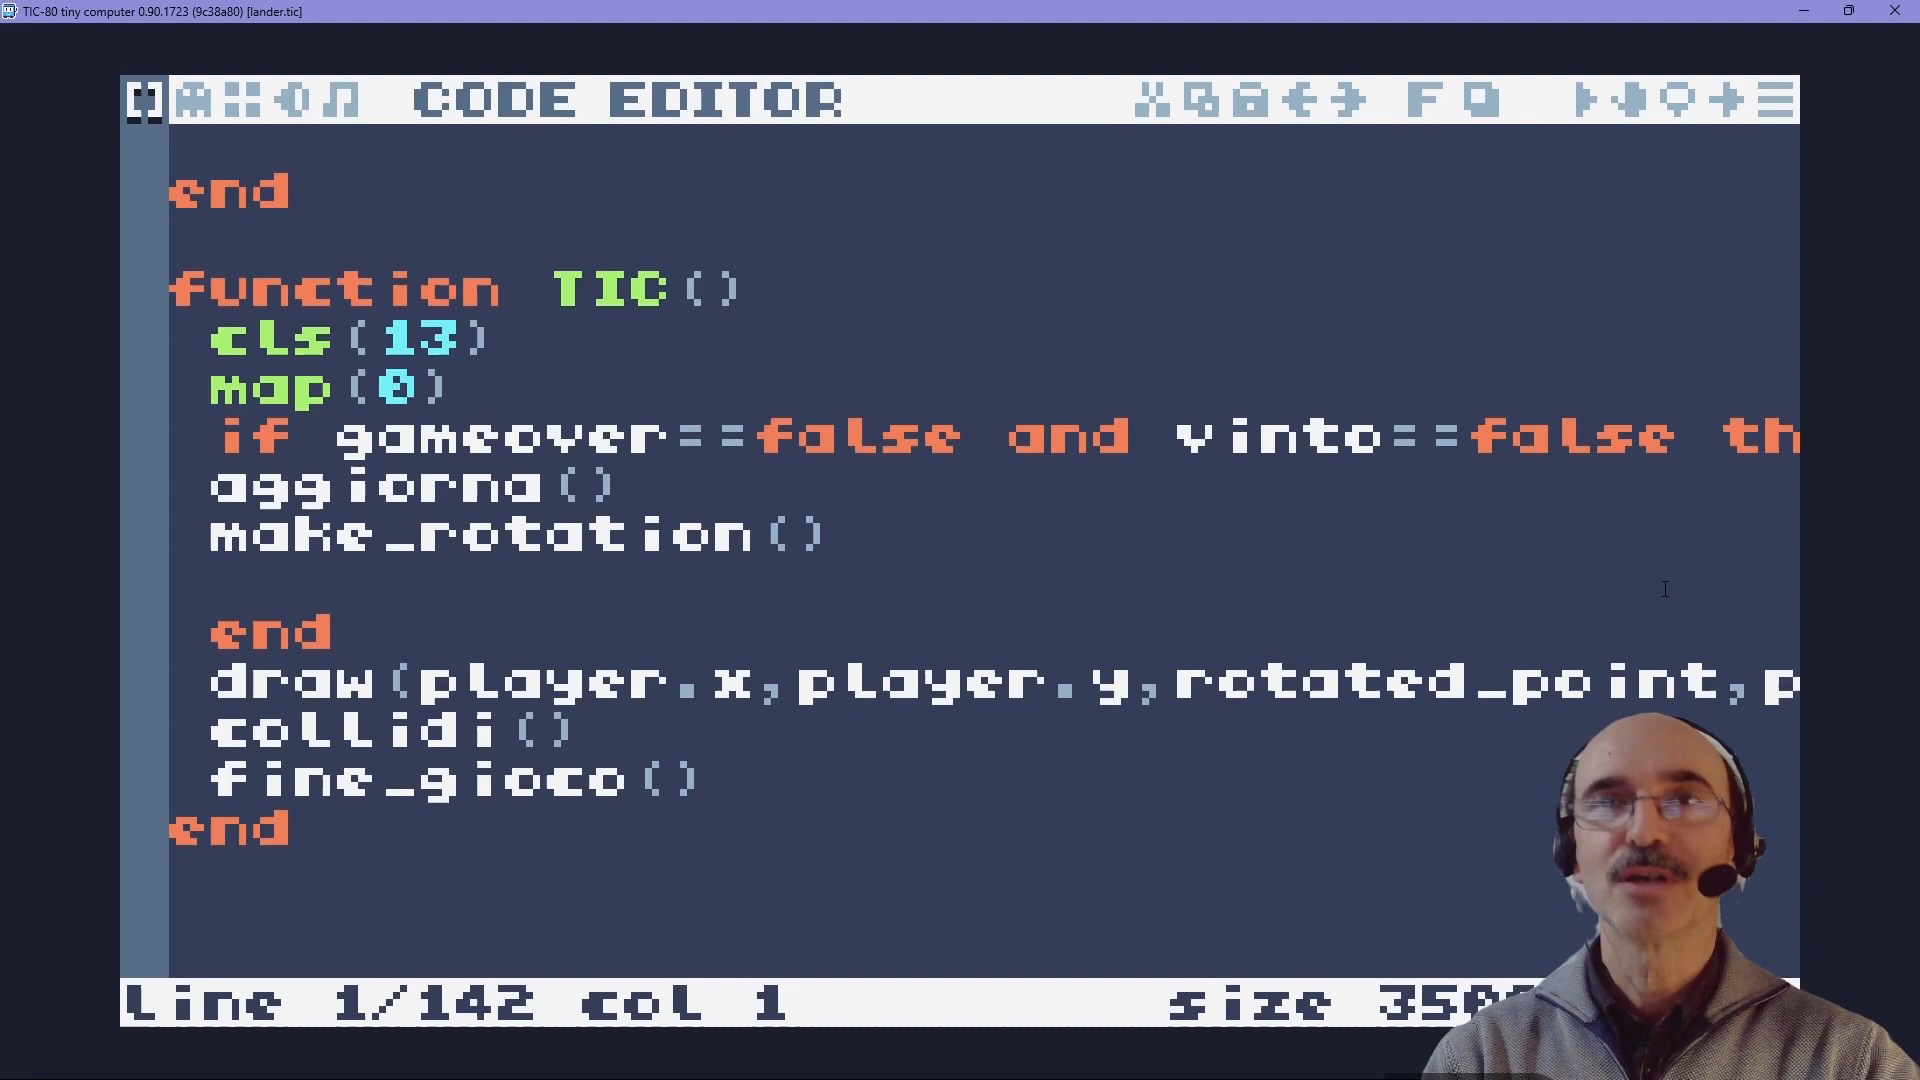 TIC-80 tiny computer 0.90.1723 (9c38a80) [lander.tic]
CODE EDITOR
F
end
function TIC()
cls(13)
map(0)
if gameover==false and vinto==false th
aggiorna()
make_rotation()
end
draw(player.x,player.y,rotated_point,p
collidi()
fine_gioco()
end
line 1/142 col 1
size